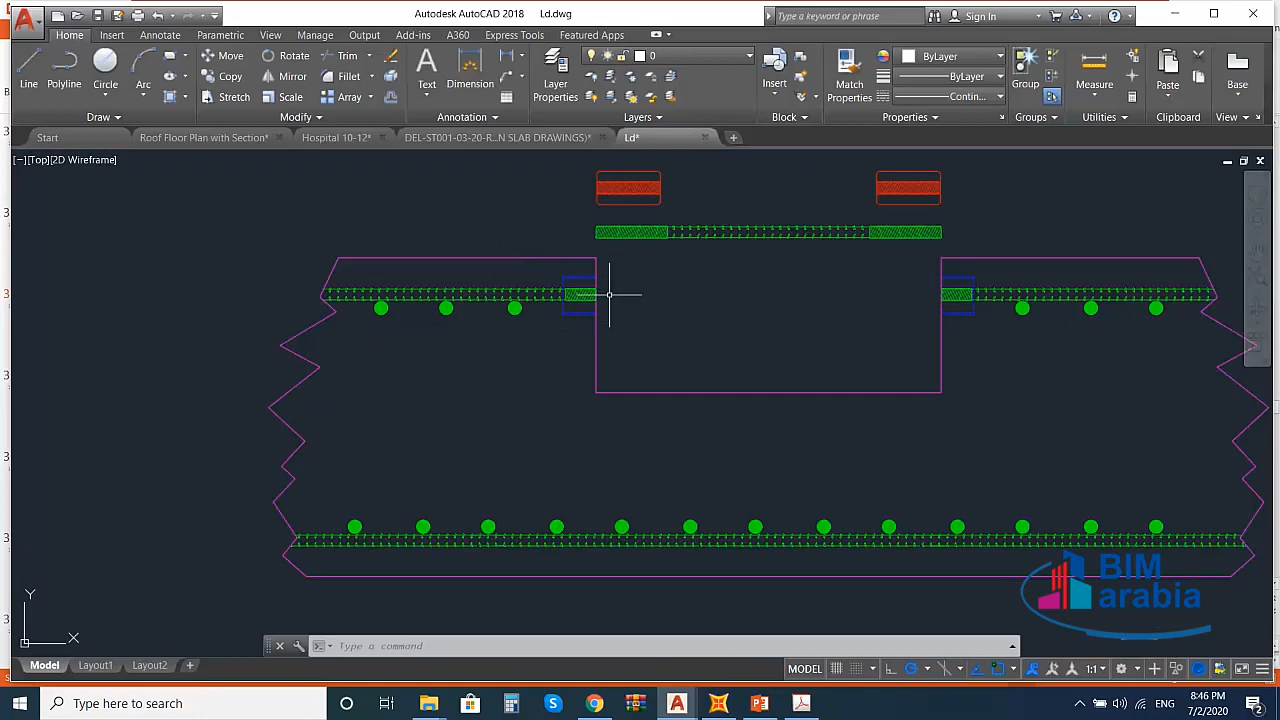 Autodesk AutoCAD 2018 Ld.dwg
Type a keyword or phrase
Sign In
Home Insert Annotate Parametric View Manage Output Add-ins A360 Express Tools Featured Apps
Line Polyline Circle Arc
Move Rotate Trim
Copy Mirror Fillet
Stretch Scale Array
Text Dimension
Layer Properties
0
Insert
Match Properties
ByLayer
ByLayer
Contin...
Group
Measure
Paste
Base
Draw Modify Annotation Layers Block Properties Groups Utilities Clipboard View
Start Roof Floor Plan with Section* Hospital 10-12* DEL-ST001-03-20-R...N SLAB DRAWINGS)* Ld*
[−][Top][2D Wireframe]
BIM
arabia
Y
X
Type a command
Model Layout1 Layout2
MODEL 1:1
Type here to search
ENG
8:46 PM
7/2/2020
2